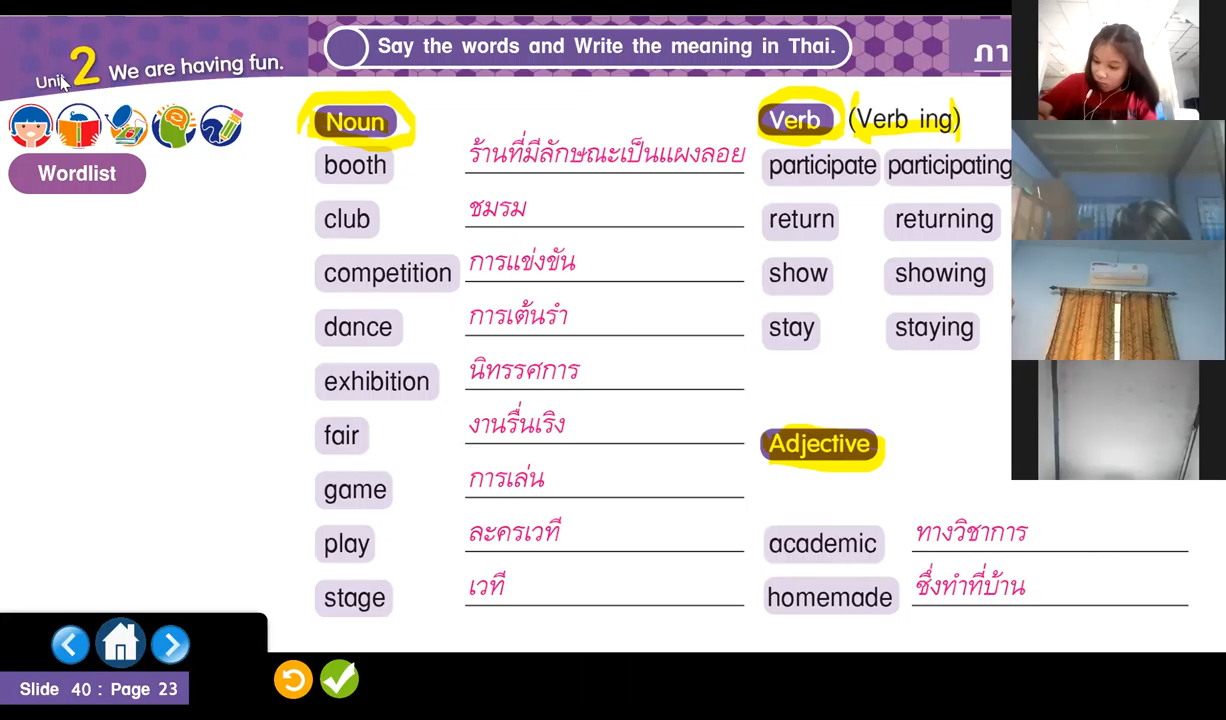 Unit 2 We are having fun.
Say the words and Write the meaning in Thai.
ภา
Wordlist
Noun
booth ร้านที่มีลักษณะเป็นแผงลอย
club ชมรม
competition การแข่งขัน
dance การเต้นรำ
exhibition นิทรรศการ
fair งานรื่นเริง
game การเล่น
play ละครเวที
stage เวที
Verb (Verb ing)
participate participating
return returning
show showing
stay staying
Adjective
academic ทางวิชาการ
homemade ซึ่งทำที่บ้าน
Slide 40 : Page 23